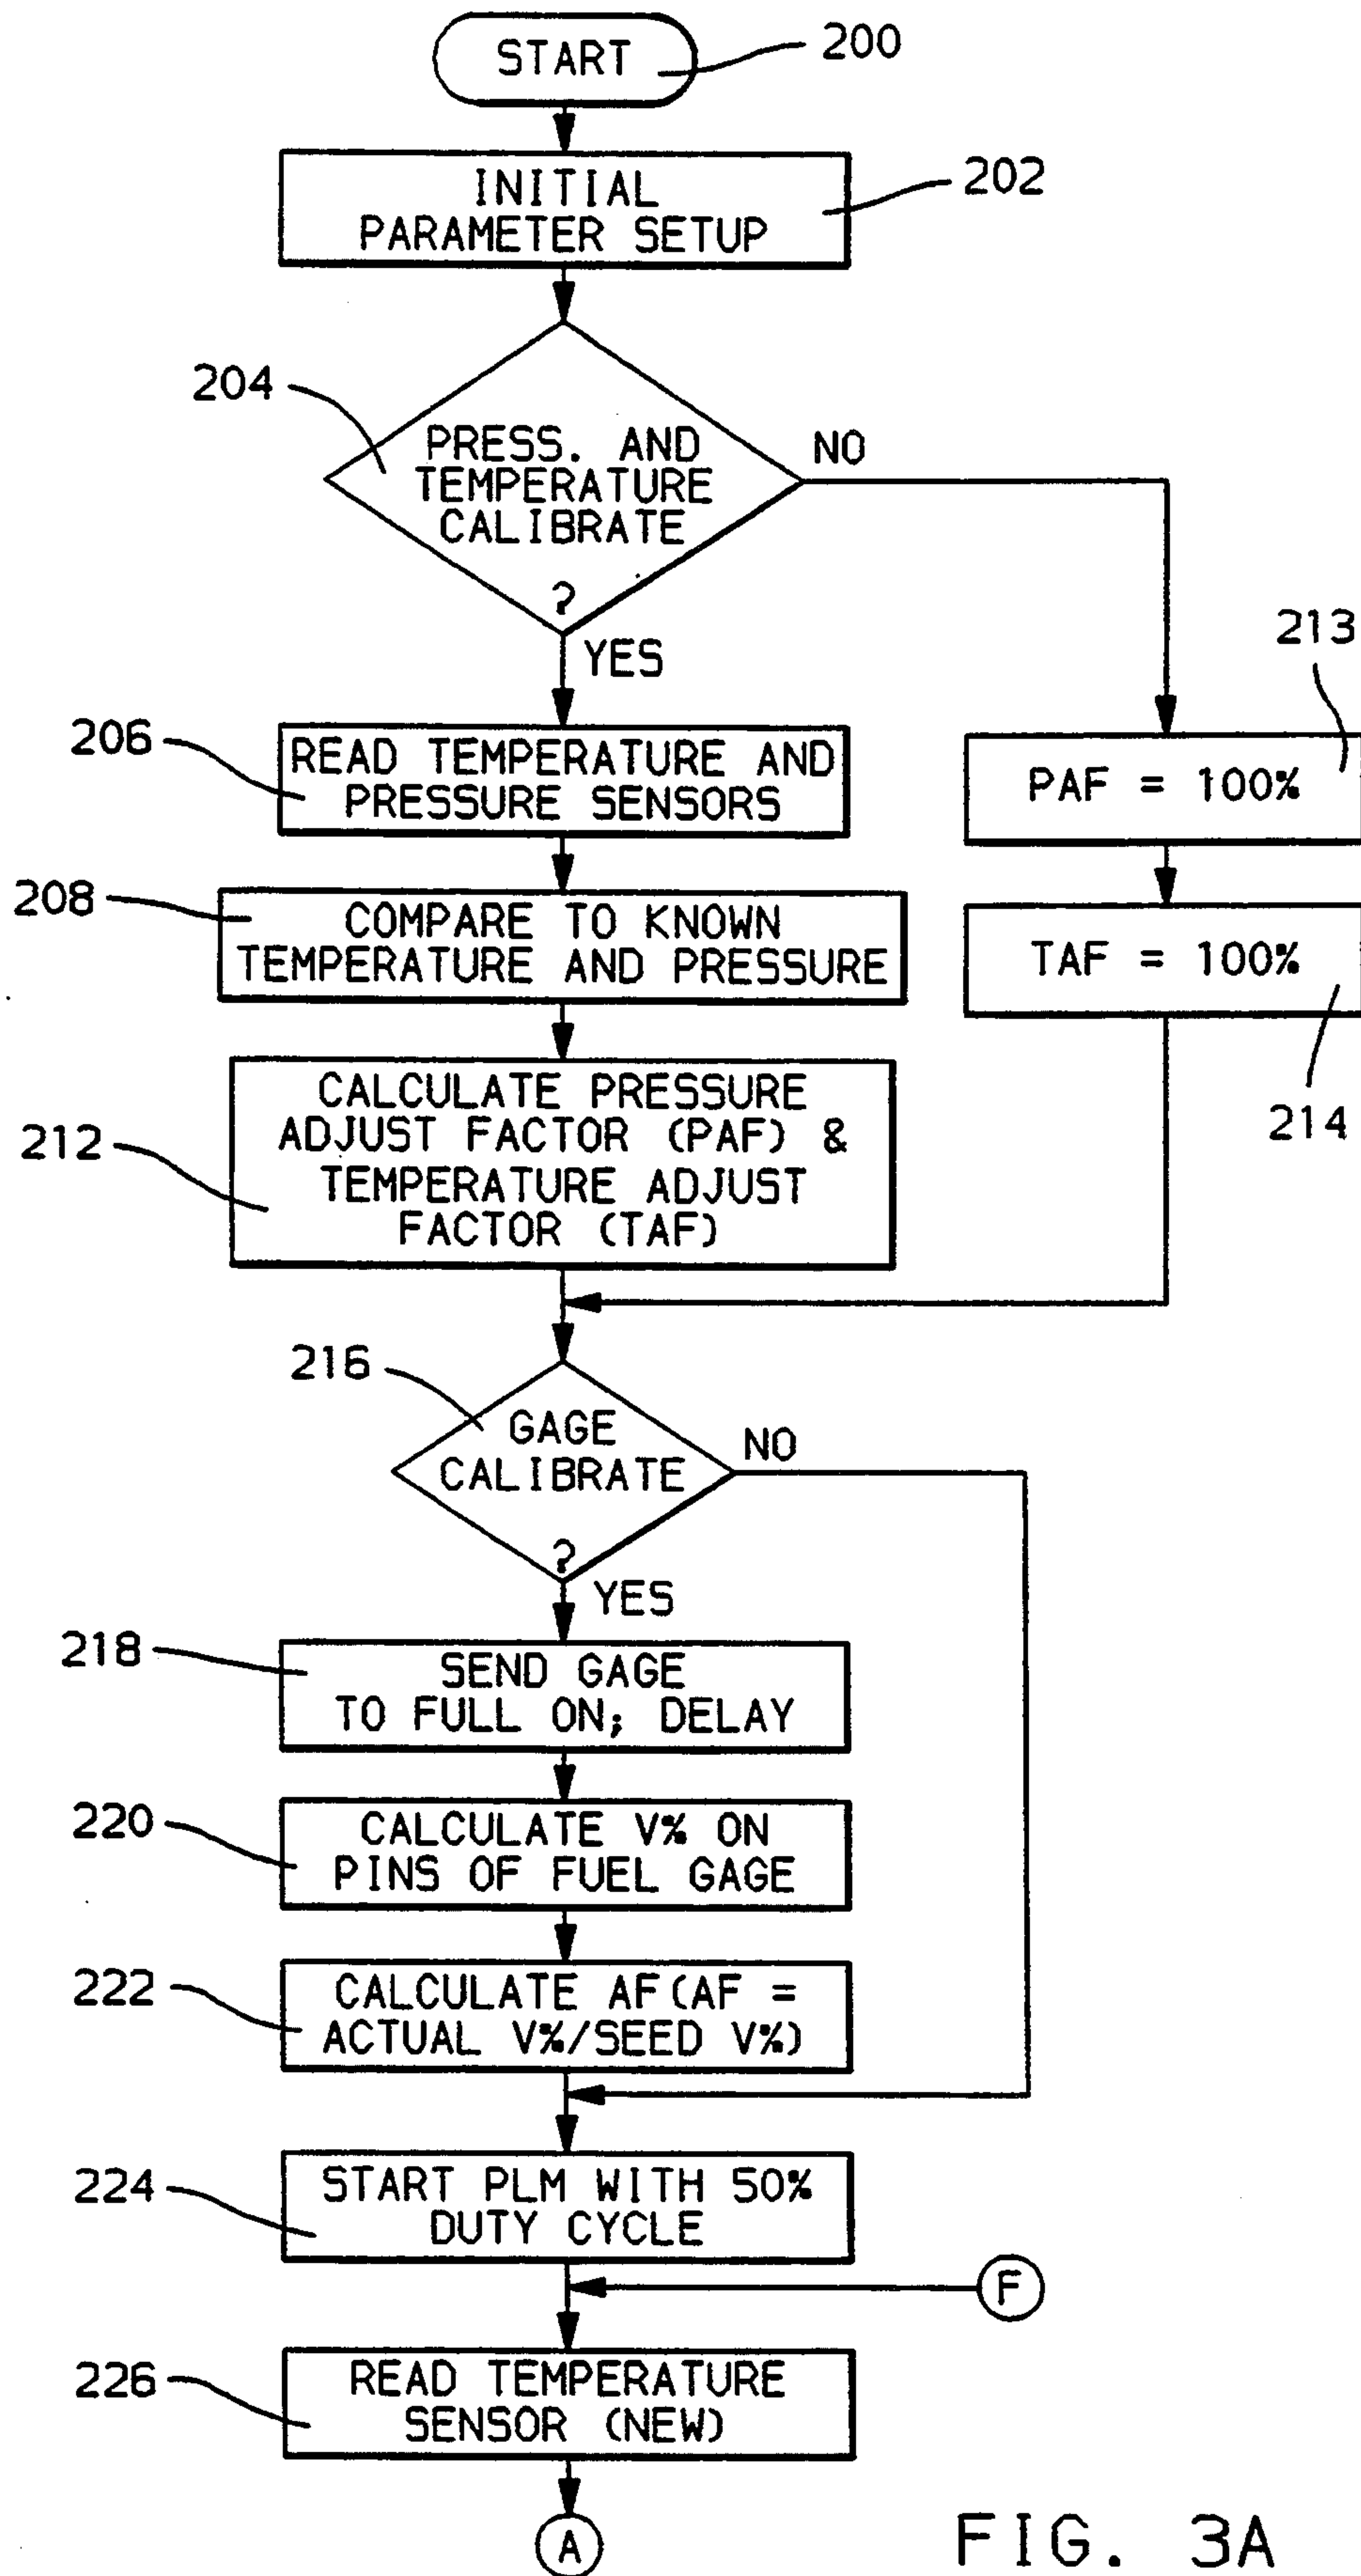 START
200
INITIAL
PARAMETER SETUP
202
204
PRESS. AND
TEMPERATURE
CALIBRATE
?
NO
YES
213
206
READ TEMPERATURE AND
PRESSURE SENSORS
PAF = 100%
208
COMPARE TO KNOWN
TEMPERATURE AND PRESSURE
TAF = 100%
214
212
CALCULATE PRESSURE
ADJUST FACTOR (PAF) &
TEMPERATURE ADJUST
FACTOR (TAF)
216
GAGE
CALIBRATE
?
NO
YES
218
SEND GAGE
TO FULL ON; DELAY
220
CALCULATE V% ON
PINS OF FUEL GAGE
222
CALCULATE AF(AF =
ACTUAL V%/SEED V%)
224
START PLM WITH 50%
DUTY CYCLE
F
226
READ TEMPERATURE
SENSOR (NEW)
A
FIG. 3A